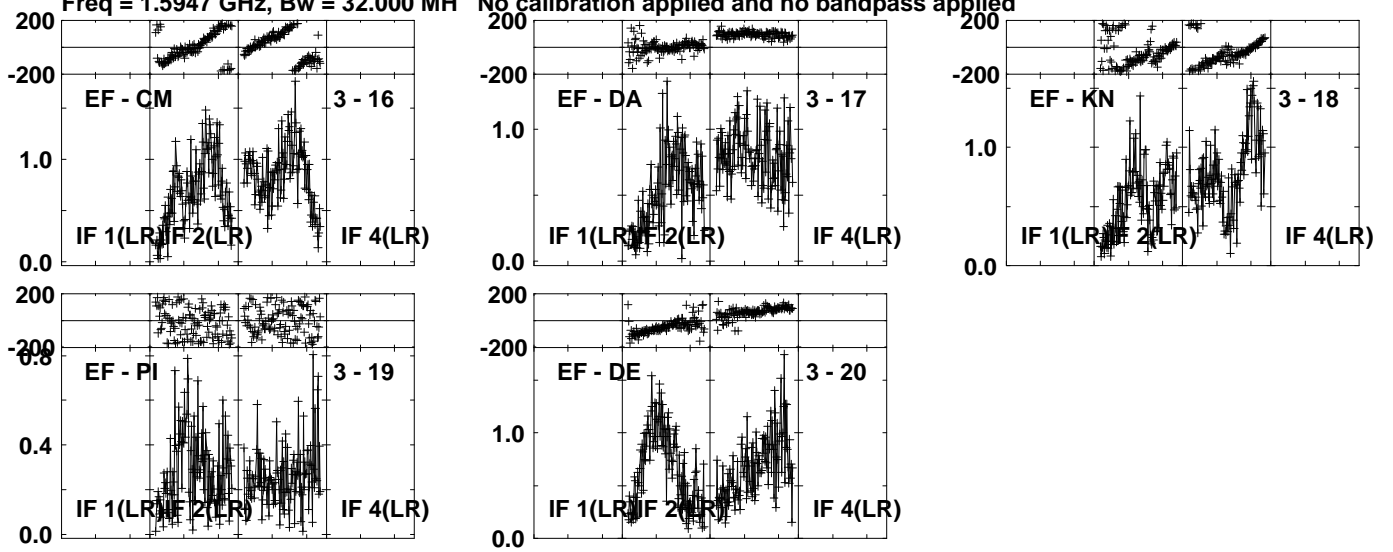 Freq = 1.5947 GHz, Bw = 32.000 MH No calibration applied and no bandpass applied
200
-200
EF - CM
3 - 16
1.0
0.0
IF 1(LR)
IF 2(LR)
IF 4(LR)
200
-200
EF - DA
3 - 17
1.0
0.0
IF 1(LR)
IF 2(LR)
IF 4(LR)
200
-200
EF - KN
3 - 18
1.0
0.0
IF 1(LR)
IF 2(LR)
IF 4(LR)
200
-200
0.8
EF - PI
3 - 19
0.4
0.0
IF 1(LR)
IF 2(LR)
IF 4(LR)
200
-200
EF - DE
3 - 20
1.0
0.0
IF 1(LR)
IF 2(LR)
IF 4(LR)